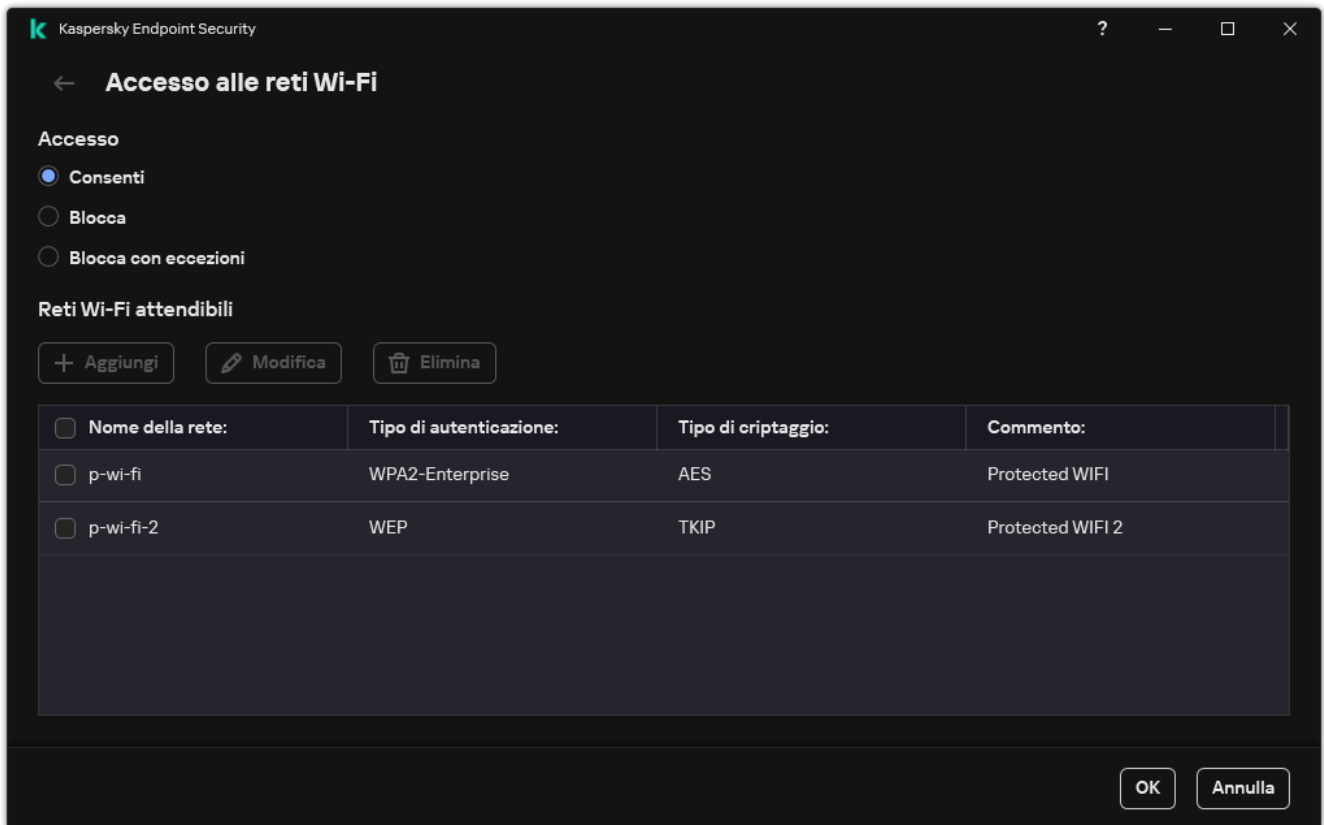 Kaspersky Endpoint Security ?
Accesso alle reti Wi-Fi
Accesso
Consenti
Blocca
Blocca con eccezioni
Reti Wi-Fi attendibili
Aggiungi Modifica Elimina
Nome della rete: Tipo di autenticazione: Tipo di criptaggio: Commento:
p-wi-fi WPA2-Enterprise AES Protected WIFI
p-wi-fi-2 WEP TKIP Protected WIFI 2
OK Annulla